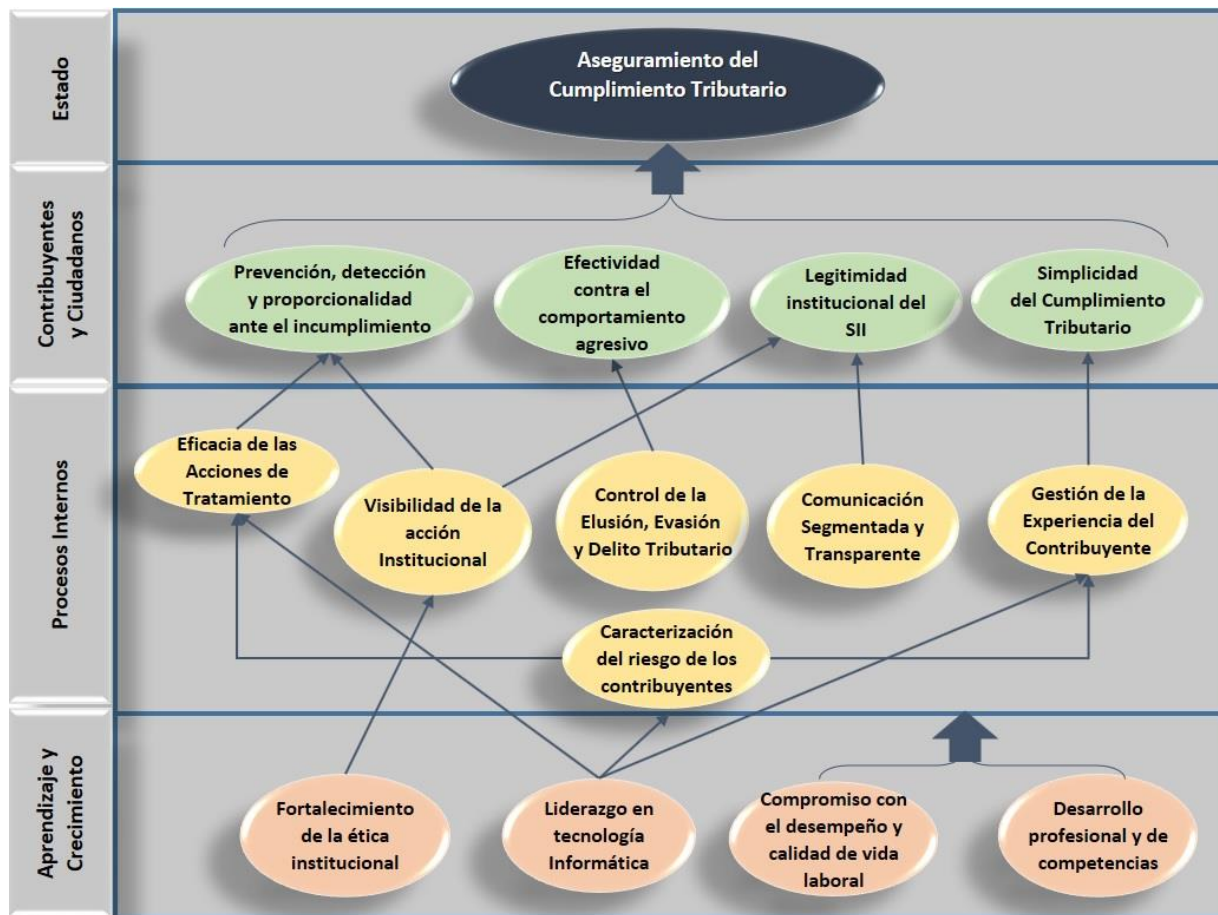 Estado
Aseguramiento del
Cumplimiento Tributario
Contribuyentes
y Ciudadanos
Prevención, detección
y proporcionalidad
ante el incumplimiento
Efectividad
contra el
comportamiento
agresivo
Legitimidad
institucional del
SII
Simplicidad
del Cumplimiento
Tributario
Procesos Internos
Eficacia de las
Acciones de
Tratamiento
Visibilidad de la
acción
Institucional
Control de la
Elusión, Evasión
y Delito Tributario
Comunicación
Segmentada y
Transparente
Gestión de la
Experiencia del
Contribuyente
Caracterización
del riesgo de los
contribuyentes
Aprendizaje y
Crecimiento
Fortalecimiento
de la ética
institucional
Liderazgo en
tecnología
Informática
Compromiso con
el desempeño y
calidad de vida
laboral
Desarrollo
profesional y de
competencias